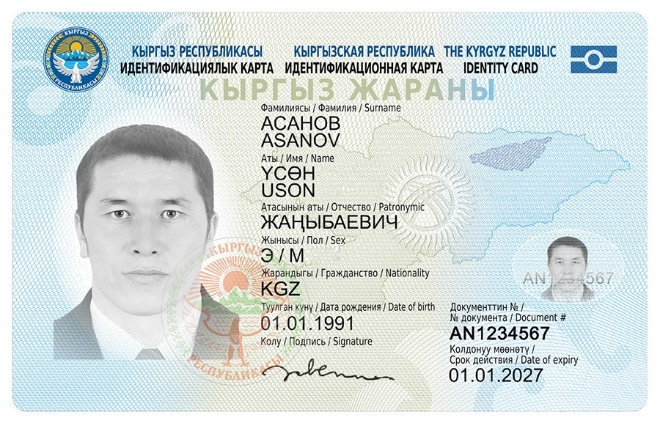 КЫРГЫЗ РЕСПУБЛИКАСЫ КЫРГЫЗСКАЯ РЕСПУБЛИКА THE KYRGYZ REPUBLIC
ИДЕНТИФИКАЦИЯЛЫК КАРТА ИДЕНТИФИКАЦИОННАЯ КАРТА IDENTITY CARD
КЫРГЫЗ ЖАРАНЫ
Фамилиясы / Фамилия / Surname
АСАНОВ
ASANOV
Аты / Имя / Name
ҮСӨН
USON
Атасынын аты / Отчество / Patronymic
ЖАҢЫБАЕВИЧ
Жынысы / Пол / Sex
Э / М
Жарандыгы / Гражданство / Nationality
KGZ
Туулган күнү / Дата рождения / Date of birth
01.01.1991
Колу / Подпись / Signature
AN1234567
Документтин № /
№ документа / Document #
AN1234567
Колдонуу мөөнөтү /
Срок действия / Date of expiry
01.01.2027
КЫРГЫЗ
РЕСПУБЛИКАСЫ